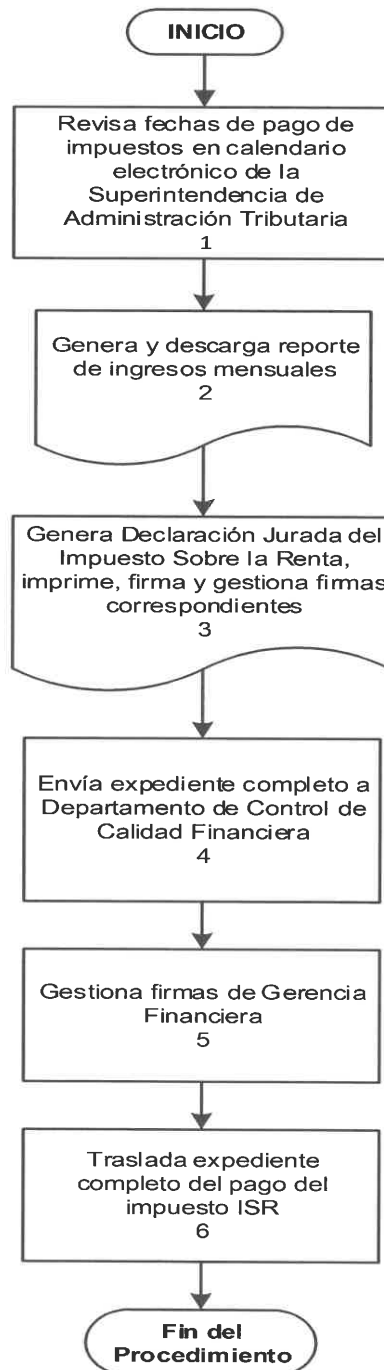 INICIO
Revisa fechas de pago de
impuestos en calendario
electrónico de la
Superintendencia de
Administración Tributaria
1
Genera y descarga reporte
de ingresos mensuales
2
Genera Declaración Jurada del
Impuesto Sobre la Renta,
imprime, firma y gestiona firmas
correspondientes
3
Envía expediente completo a
Departamento de Control de
Calidad Financiera
4
Gestiona firmas de Gerencia
Financiera
5
Traslada expediente
completo del pago del
impuesto ISR
6
Fin del
Procedimiento